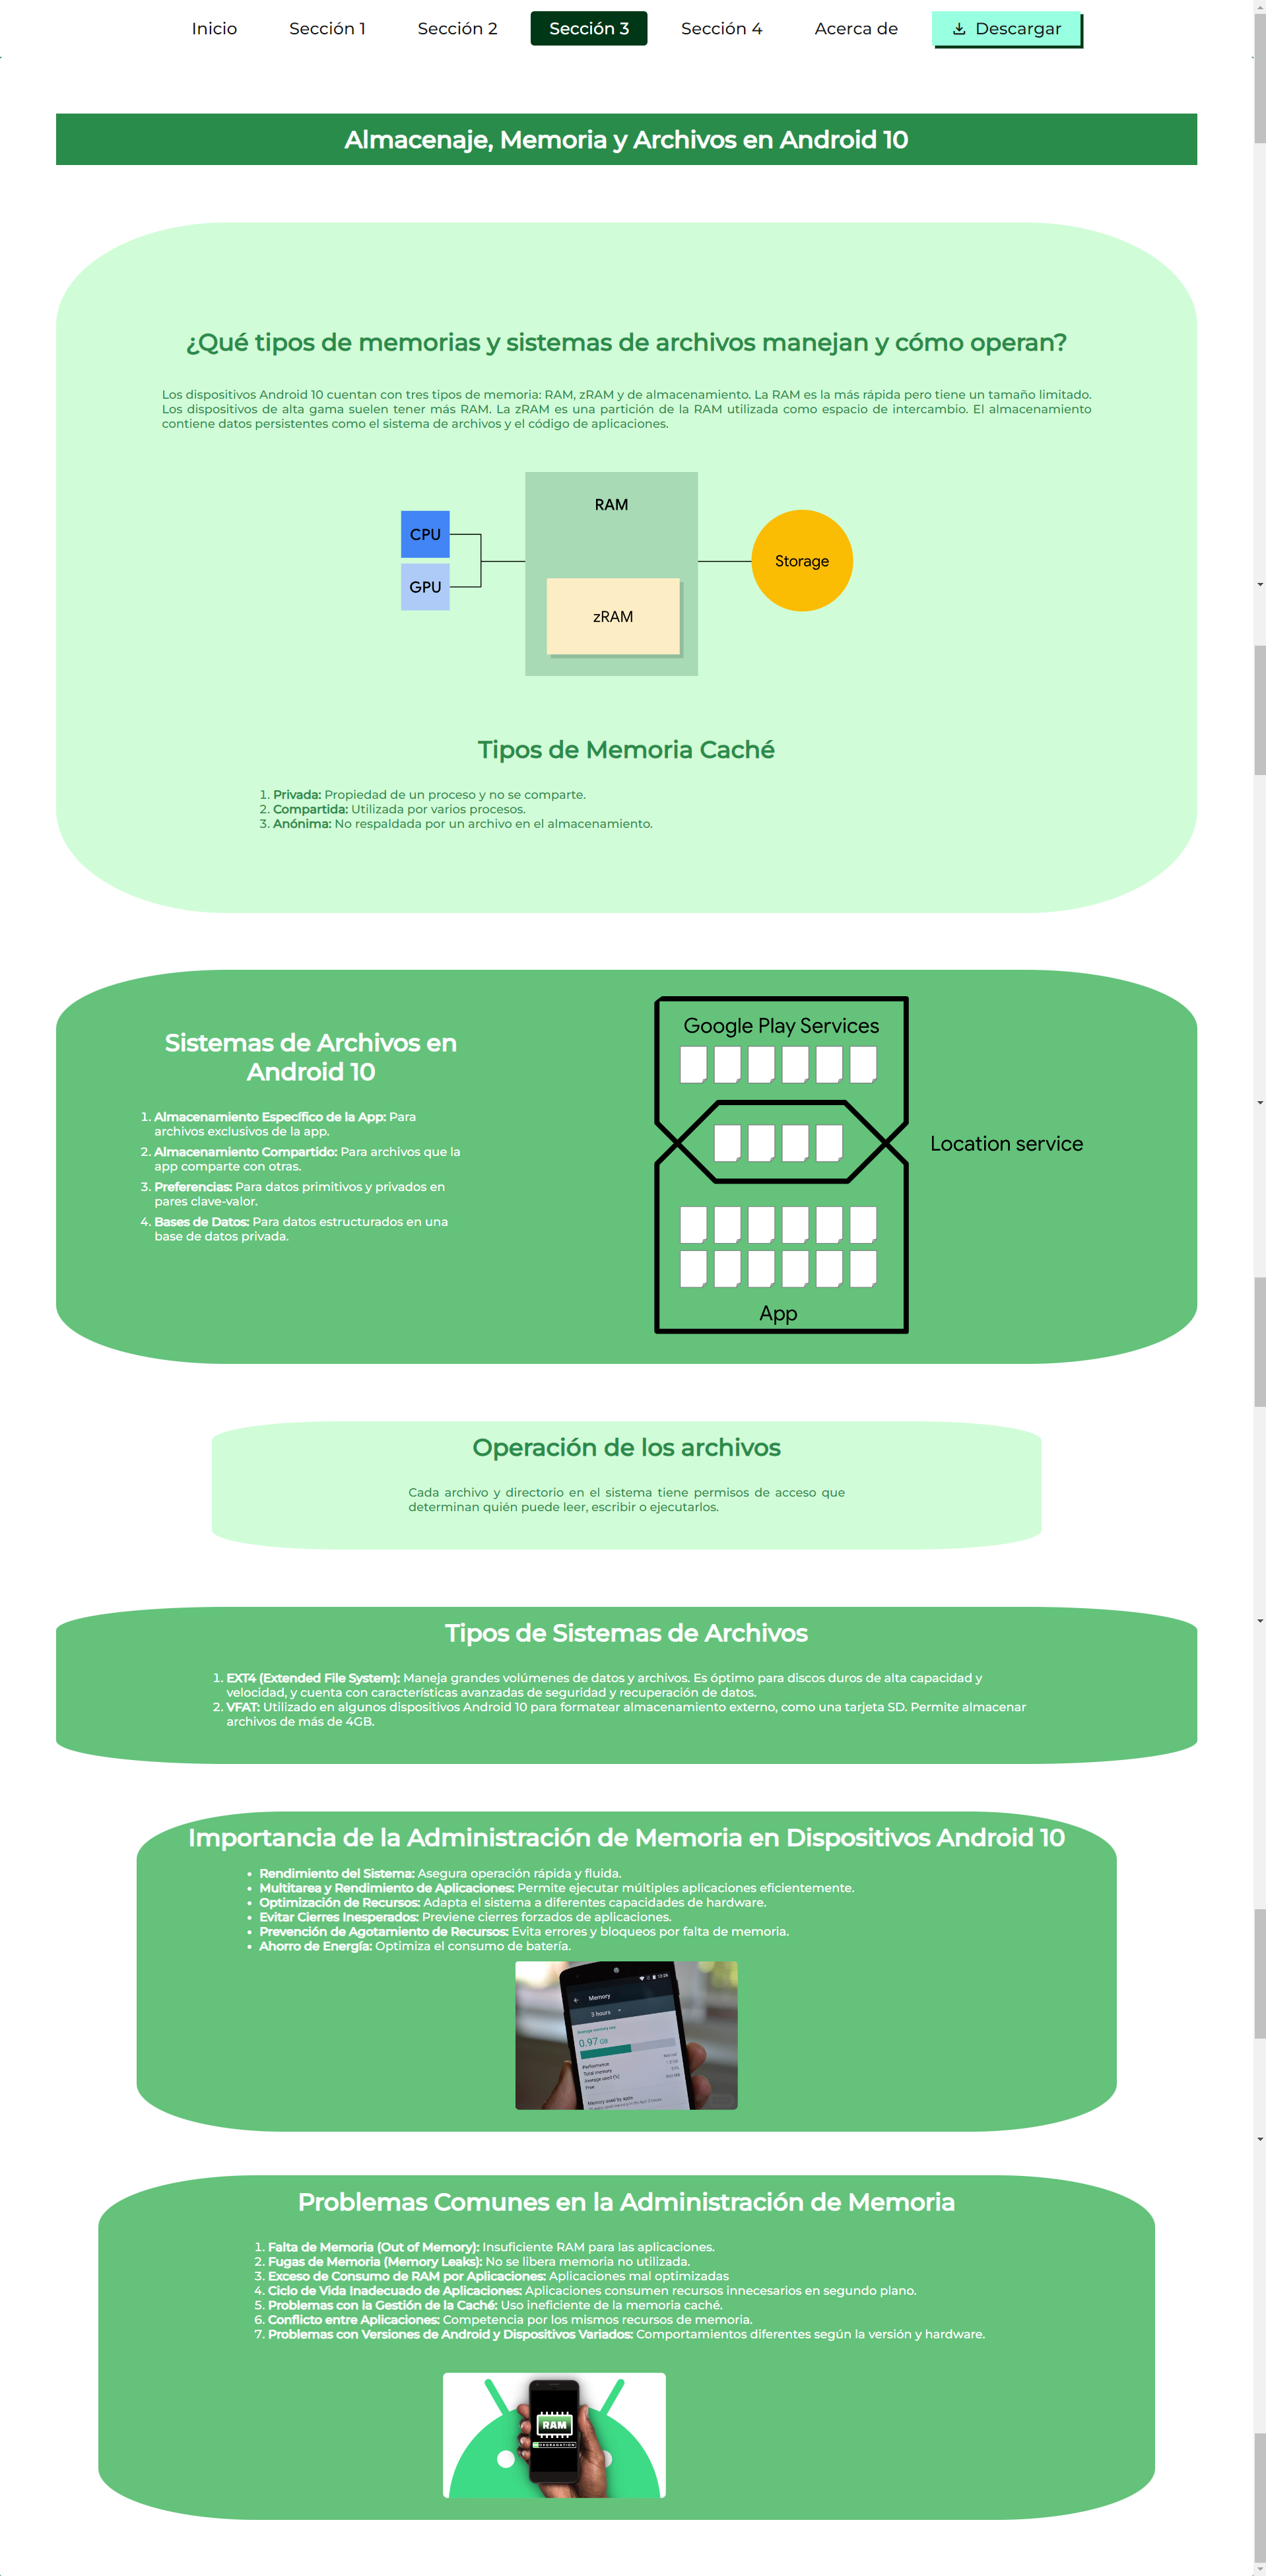 Inicio Sección 1 Sección 2 Sección 3 Sección 4 Acerca de Descargar
Almacenaje, Memoria y Archivos en Android 10
¿Qué tipos de memorias y sistemas de archivos manejan y cómo operan?
Los dispositivos Android 10 cuentan con tres tipos de memoria: RAM, zRAM y de almacenamiento. La RAM es la más rápida pero tiene un tamaño limitado.
Los dispositivos de alta gama suelen tener más RAM. La zRAM es una partición de la RAM utilizada como espacio de intercambio. El almacenamiento
contiene datos persistentes como el sistema de archivos y el código de aplicaciones.
RAM
CPU
GPU
zRAM
Storage
Tipos de Memoria Caché
1. Privada: Propiedad de un proceso y no se comparte.
2. Compartida: Utilizada por varios procesos.
3. Anónima: No respaldada por un archivo en el almacenamiento.
Sistemas de Archivos en
Android 10
1. Almacenamiento Específico de la App: Para
archivos exclusivos de la app.
2. Almacenamiento Compartido: Para archivos que la
app comparte con otras.
3. Preferencias: Para datos primitivos y privados en
pares clave-valor.
4. Bases de Datos: Para datos estructurados en una
base de datos privada.
Google Play Services
Location service
App
Operación de los archivos
Cada archivo y directorio en el sistema tiene permisos de acceso que
determinan quién puede leer, escribir o ejecutarlos.
Tipos de Sistemas de Archivos
1. EXT4 (Extended File System): Maneja grandes volúmenes de datos y archivos. Es óptimo para discos duros de alta capacidad y
velocidad, y cuenta con características avanzadas de seguridad y recuperación de datos.
2. VFAT: Utilizado en algunos dispositivos Android 10 para formatear almacenamiento externo, como una tarjeta SD. Permite almacenar
archivos de más de 4GB.
Importancia de la Administración de Memoria en Dispositivos Android 10
• Rendimiento del Sistema: Asegura operación rápida y fluida.
• Multitarea y Rendimiento de Aplicaciones: Permite ejecutar múltiples aplicaciones eficientemente.
• Optimización de Recursos: Adapta el sistema a diferentes capacidades de hardware.
• Evitar Cierres Inesperados: Previene cierres forzados de aplicaciones.
• Prevención de Agotamiento de Recursos: Evita errores y bloqueos por falta de memoria.
• Ahorro de Energía: Optimiza el consumo de batería.
Memory
3 hours
Average memory use
0.97 GB
Performance
Total memory
Average used (%)
Free
Memory used by apps
Problemas Comunes en la Administración de Memoria
1. Falta de Memoria (Out of Memory): Insuficiente RAM para las aplicaciones.
2. Fugas de Memoria (Memory Leaks): No se libera memoria no utilizada.
3. Exceso de Consumo de RAM por Aplicaciones: Aplicaciones mal optimizadas
4. Ciclo de Vida Inadecuado de Aplicaciones: Aplicaciones consumen recursos innecesarios en segundo plano.
5. Problemas con la Gestión de la Caché: Uso ineficiente de la memoria caché.
6. Conflicto entre Aplicaciones: Competencia por los mismos recursos de memoria.
7. Problemas con Versiones de Android y Dispositivos Variados: Comportamientos diferentes según la versión y hardware.
RAM